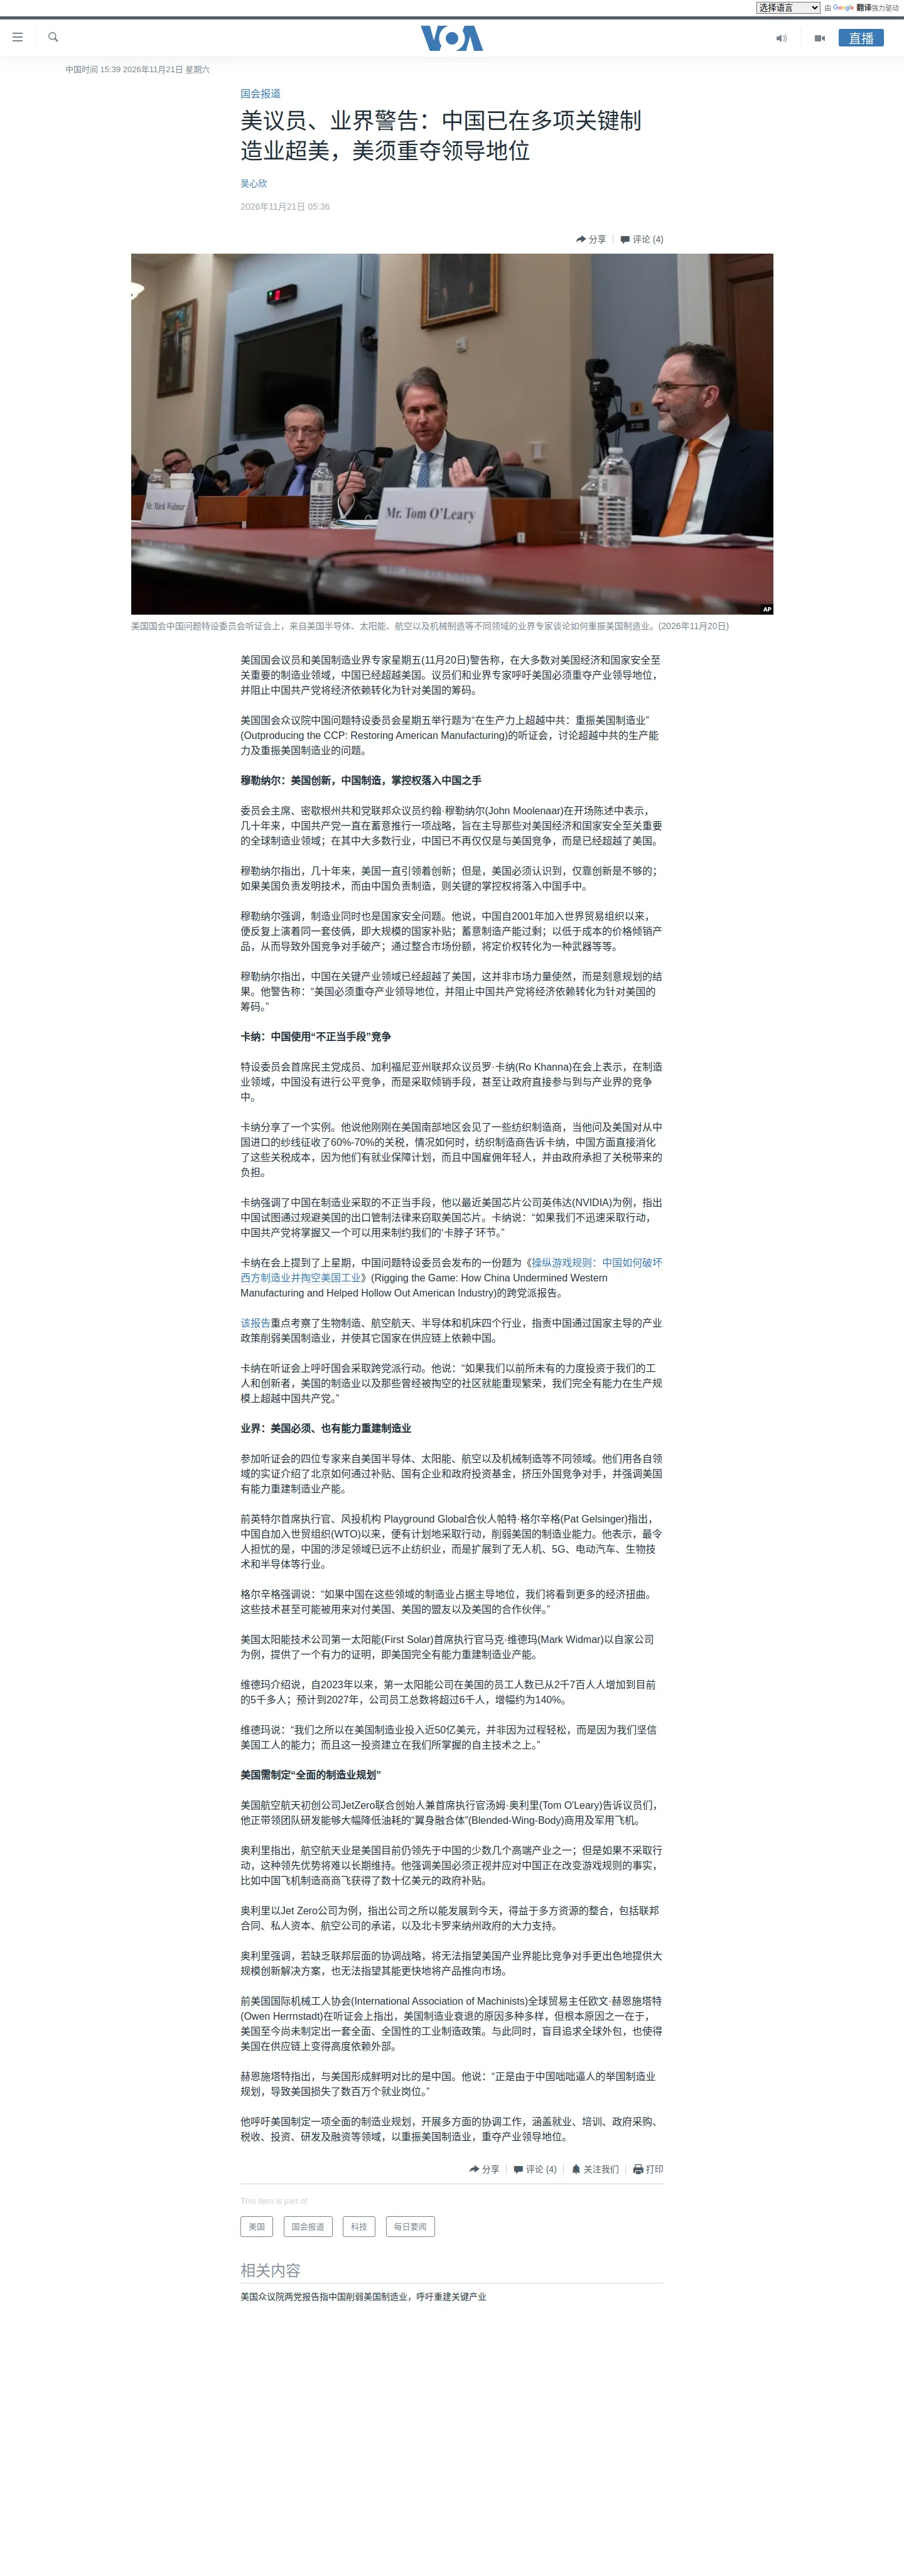 选择语言 由 Google 翻译强力驱动
VOA
直播
中国时间 15:39 2026年11月21日 星期六
国会报道
美议员、业界警告：中国已在多项关键制
造业超美，美须重夺领导地位
吴心欣
2026年11月21日 05:36
分享 评论 (4)
Mr. Mark Widmar
Mr. Tom O'Leary
AP
美国国会中国问题特设委员会听证会上，来自美国半导体、太阳能、航空以及机械制造等不同领域的业界专家谈论如何重振美国制造业。(2026年11月20日)
美国国会议员和美国制造业界专家星期五(11月20日)警告称，在大多数对美国经济和国家安全至
关重要的制造业领域，中国已经超越美国。议员们和业界专家呼吁美国必须重夺产业领导地位，
并阻止中国共产党将经济依赖转化为针对美国的筹码。
美国国会众议院中国问题特设委员会星期五举行题为“在生产力上超越中共：重振美国制造业”
(Outproducing the CCP: Restoring American Manufacturing)的听证会，讨论超越中共的生产能
力及重振美国制造业的问题。
穆勒纳尔：美国创新，中国制造，掌控权落入中国之手
委员会主席、密歇根州共和党联邦众议员约翰·穆勒纳尔(John Moolenaar)在开场陈述中表示，
几十年来，中国共产党一直在蓄意推行一项战略，旨在主导那些对美国经济和国家安全至关重要
的全球制造业领域；在其中大多数行业，中国已不再仅仅是与美国竞争，而是已经超越了美国。
穆勒纳尔指出，几十年来，美国一直引领着创新；但是，美国必须认识到，仅靠创新是不够的；
如果美国负责发明技术，而由中国负责制造，则关键的掌控权将落入中国手中。
穆勒纳尔强调，制造业同时也是国家安全问题。他说，中国自2001年加入世界贸易组织以来，
便反复上演着同一套伎俩，即大规模的国家补贴；蓄意制造产能过剩；以低于成本的价格倾销产
品，从而导致外国竞争对手破产；通过整合市场份额，将定价权转化为一种武器等等。
穆勒纳尔指出，中国在关键产业领域已经超越了美国，这并非市场力量使然，而是刻意规划的结
果。他警告称：“美国必须重夺产业领导地位，并阻止中国共产党将经济依赖转化为针对美国的
筹码。”
卡纳：中国使用“不正当手段”竞争
特设委员会首席民主党成员、加利福尼亚州联邦众议员罗·卡纳(Ro Khanna)在会上表示，在制造
业领域，中国没有进行公平竞争，而是采取倾销手段，甚至让政府直接参与到与产业界的竞争
中。
卡纳分享了一个实例。他说他刚刚在美国南部地区会见了一些纺织制造商，当他问及美国对从中
国进口的纱线征收了60%-70%的关税，情况如何时，纺织制造商告诉卡纳，中国方面直接消化
了这些关税成本，因为他们有就业保障计划，而且中国雇佣年轻人，并由政府承担了关税带来的
负担。
卡纳强调了中国在制造业采取的不正当手段，他以最近美国芯片公司英伟达(NVIDIA)为例，指出
中国试图通过规避美国的出口管制法律来窃取美国芯片。卡纳说：“如果我们不迅速采取行动，
中国共产党将掌握又一个可以用来制约我们的‘卡脖子’环节。”
卡纳在会上提到了上星期，中国问题特设委员会发布的一份题为《操纵游戏规则：中国如何破坏
西方制造业并掏空美国工业》(Rigging the Game: How China Undermined Western
Manufacturing and Helped Hollow Out American Industry)的跨党派报告。
该报告重点考察了生物制造、航空航天、半导体和机床四个行业，指责中国通过国家主导的产业
政策削弱美国制造业，并使其它国家在供应链上依赖中国。
卡纳在听证会上呼吁国会采取跨党派行动。他说：“如果我们以前所未有的力度投资于我们的工
人和创新者，美国的制造业以及那些曾经被掏空的社区就能重现繁荣，我们完全有能力在生产规
模上超越中国共产党。”
业界：美国必须、也有能力重建制造业
参加听证会的四位专家来自美国半导体、太阳能、航空以及机械制造等不同领域。他们用各自领
域的实证介绍了北京如何通过补贴、国有企业和政府投资基金，挤压外国竞争对手，并强调美国
有能力重建制造业产能。
前英特尔首席执行官、风投机构 Playground Global合伙人帕特·格尔辛格(Pat Gelsinger)指出，
中国自加入世贸组织(WTO)以来，便有计划地采取行动，削弱美国的制造业能力。他表示，最令
人担忧的是，中国的涉足领域已远不止纺织业，而是扩展到了无人机、5G、电动汽车、生物技
术和半导体等行业。
格尔辛格强调说：“如果中国在这些领域的制造业占据主导地位，我们将看到更多的经济扭曲。
这些技术甚至可能被用来对付美国、美国的盟友以及美国的合作伙伴。”
美国太阳能技术公司第一太阳能(First Solar)首席执行官马克·维德玛(Mark Widmar)以自家公司
为例，提供了一个有力的证明，即美国完全有能力重建制造业产能。
维德玛介绍说，自2023年以来，第一太阳能公司在美国的员工人数已从2千7百人人增加到目前
的5千多人；预计到2027年，公司员工总数将超过6千人，增幅约为140%。
维德玛说：“我们之所以在美国制造业投入近50亿美元，并非因为过程轻松，而是因为我们坚信
美国工人的能力；而且这一投资建立在我们所掌握的自主技术之上。”
美国需制定“全面的制造业规划”
美国航空航天初创公司JetZero联合创始人兼首席执行官汤姆·奥利里(Tom O'Leary)告诉议员们，
他正带领团队研发能够大幅降低油耗的“翼身融合体”(Blended-Wing-Body)商用及军用飞机。
奥利里指出，航空航天业是美国目前仍领先于中国的少数几个高端产业之一；但是如果不采取行
动，这种领先优势将难以长期维持。他强调美国必须正视并应对中国正在改变游戏规则的事实，
比如中国飞机制造商商飞获得了数十亿美元的政府补贴。
奥利里以Jet Zero公司为例，指出公司之所以能发展到今天，得益于多方资源的整合，包括联邦
合同、私人资本、航空公司的承诺，以及北卡罗来纳州政府的大力支持。
奥利里强调，若缺乏联邦层面的协调战略，将无法指望美国产业界能比竞争对手更出色地提供大
规模创新解决方案，也无法指望其能更快地将产品推向市场。
前美国国际机械工人协会(International Association of Machinists)全球贸易主任欧文·赫恩施塔特
(Owen Herrnstadt)在听证会上指出，美国制造业衰退的原因多种多样，但根本原因之一在于，
美国至今尚未制定出一套全面、全国性的工业制造政策。与此同时，盲目追求全球外包，也使得
美国在供应链上变得高度依赖外部。
赫恩施塔特指出，与美国形成鲜明对比的是中国。他说：“正是由于中国咄咄逼人的举国制造业
规划，导致美国损失了数百万个就业岗位。”
他呼吁美国制定一项全面的制造业规划，开展多方面的协调工作，涵盖就业、培训、政府采购、
税收、投资、研发及融资等领域，以重振美国制造业，重夺产业领导地位。
分享 评论 (4) 关注我们 打印
This item is part of
美国 国会报道 科技 每日要闻
相关内容
美国众议院两党报告指中国削弱美国制造业，呼吁重建关键产业